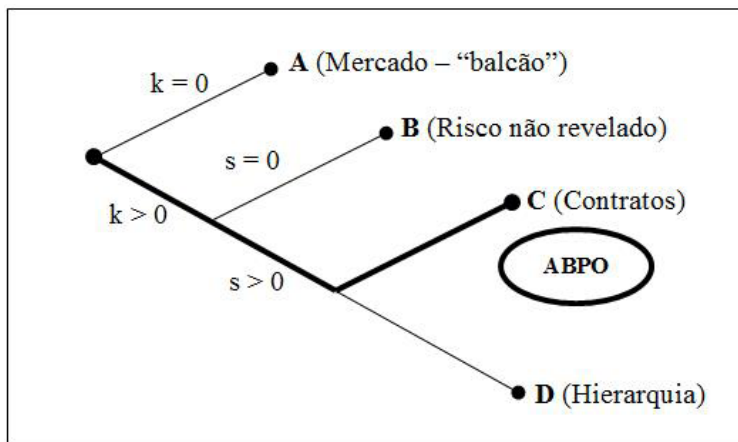 A (Mercado – “balcão”)
k = 0
B (Risco não revelado)
s = 0
C (Contratos)
k > 0
ABPO
s > 0
D (Hierarquia)